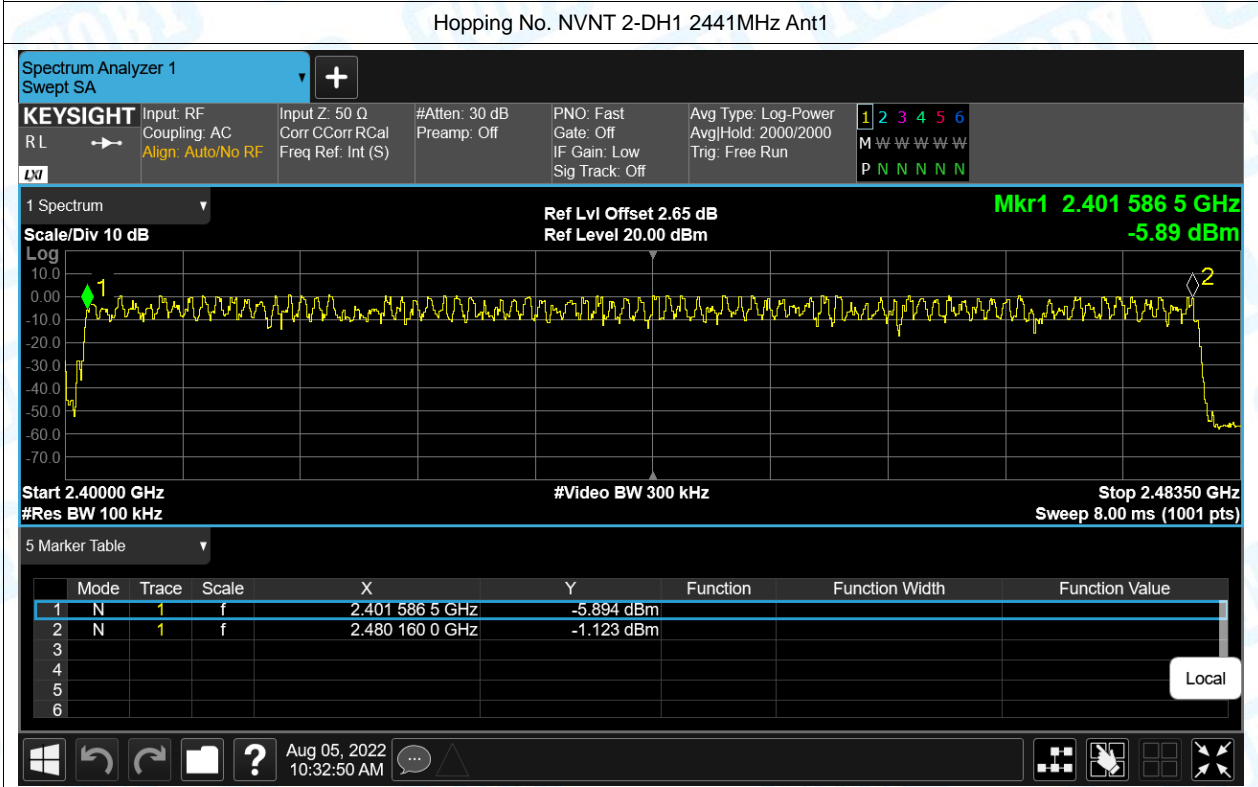 Hopping No. NVNT 2-DH1 2441MHz Ant1
Spectrum Analyzer 1
Swept SA
KEYSIGHT Input: RF Input Z: 50 Ω #Atten: 30 dB PNO: Fast Avg Type: Log-Power 1 2 3 4 5 6
RL Coupling: AC Corr CCorr RCal Preamp: Off Gate: Off Avg|Hold: 2000/2000 M W W W W W
Align: Auto/No RF Freq Ref: Int (S) IF Gain: Low Trig: Free Run
LXI Sig Track: Off P N N N N N
1 Spectrum Ref Lvl Offset 2.65 dB Mkr1 2.401 586 5 GHz
Scale/Div 10 dB Ref Level 20.00 dBm -5.89 dBm
Log
10.0
0.00
-10.0
-20.0
-30.0
-40.0
-50.0
-60.0
-70.0
1
2
Start 2.40000 GHz #Video BW 300 kHz Stop 2.48350 GHz
#Res BW 100 kHz Sweep 8.00 ms (1001 pts)
5 Marker Table
Mode Trace Scale X Y Function Function Width Function Value
1 N 1 f 2.401 586 5 GHz -5.894 dBm
2 N 1 f 2.480 160 0 GHz -1.123 dBm
3
4
5
6
Local
? Aug 05, 2022
10:32:50 AM